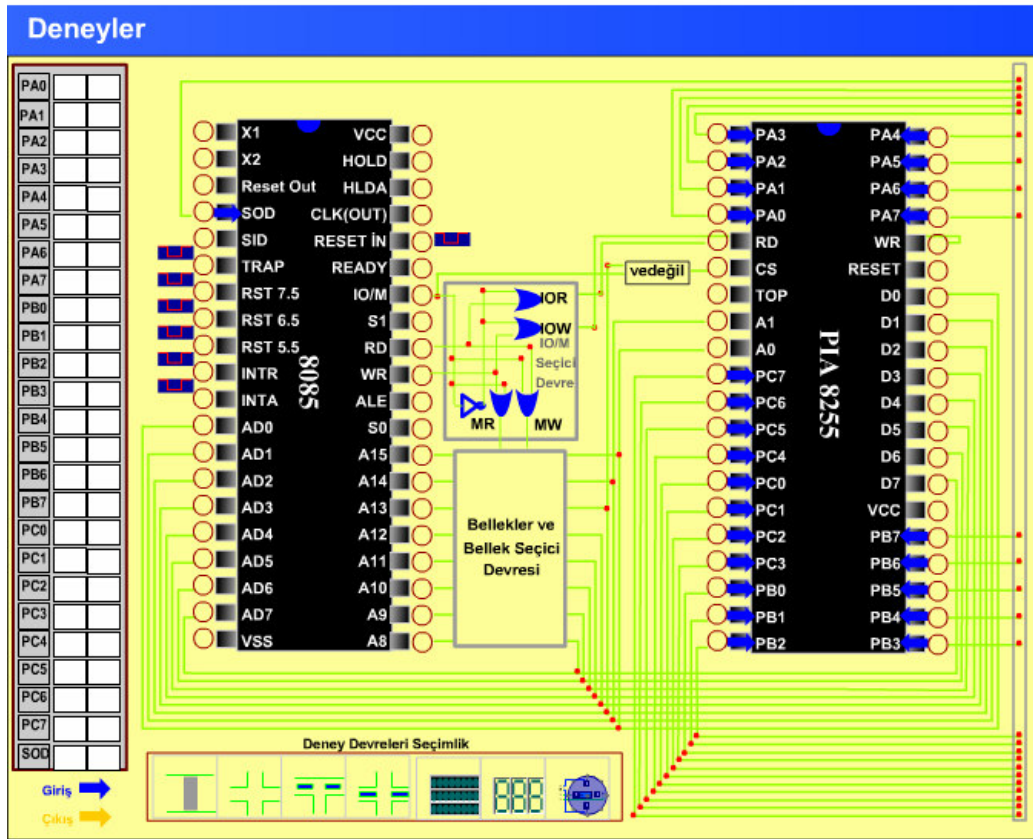 Deneyler
PA0
PA1
PA2
PA3
PA4
PA5
PA6
PA7
PB0
PB1
PB2
PB3
PB4
PB5
PB6
PB7
PC0
PC1
PC2
PC3
PC4
PC5
PC6
PC7
SOD
Giriş
Çıkış
X1
X2
Reset Out
SOD
SID
TRAP
RST 7.5
RST 6.5
RST 5.5
INTR
INTA
AD0
AD1
AD2
AD3
AD4
AD5
AD6
AD7
VSS
8085
VCC
HOLD
HLDA
CLK(OUT)
RESET İN
READY
IO/M
S1
RD
WR
ALE
S0
A15
A14
A13
A12
A11
A10
A9
A8
IOR
IOW
IO/M
Seçici
Devre
MR
MW
Bellekler ve
Bellek Seçici
Devresi
vedeğil
PA3
PA2
PA1
PA0
RD
CS
TOP
A1
A0
PC7
PC6
PC5
PC4
PC0
PC1
PC2
PC3
PB0
PB1
PB2
PIA 8255
PA4
PA5
PA6
PA7
WR
RESET
D0
D1
D2
D3
D4
D5
D6
D7
VCC
PB7
PB6
PB5
PB4
PB3
Deney Devreleri Seçimlik